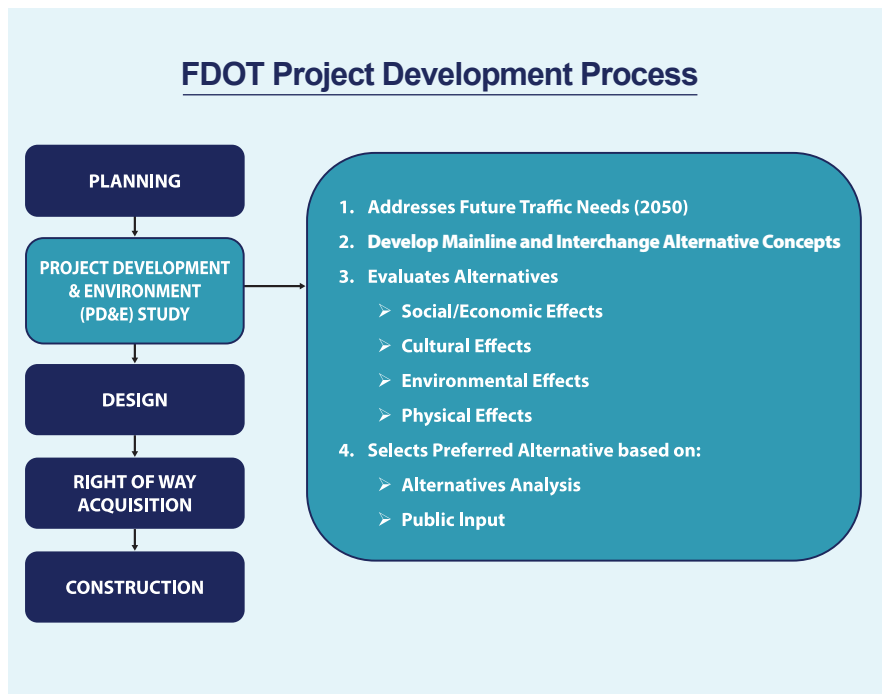 FDOT Project Development Process
PLANNING
PROJECT DEVELOPMENT
& ENVIRONMENT
(PD&E) STUDY
DESIGN
RIGHT OF WAY
ACQUISITION
CONSTRUCTION
1. Addresses Future Traffic Needs (2050)
2. Develop Mainline and Interchange Alternative Concepts
3. Evaluates Alternatives
➢ Social/Economic Effects
➢ Cultural Effects
➢ Environmental Effects
➢ Physical Effects
4. Selects Preferred Alternative based on:
➢ Alternatives Analysis
➢ Public Input